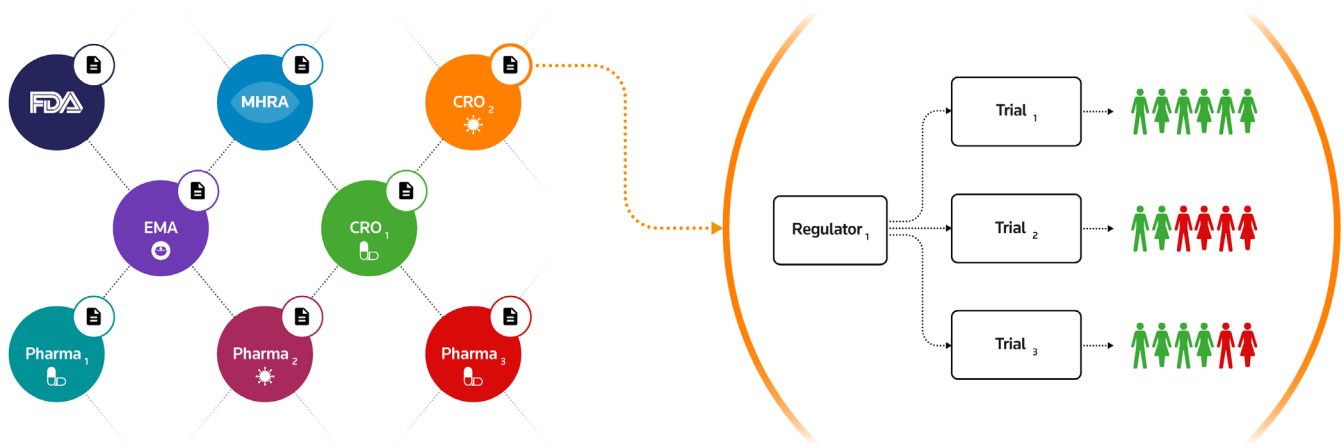 FDA
MHRA
CRO 2
EMA
CRO 1
Pharma 1
Pharma 2
Pharma 3
Regulator 1
Trial 1
Trial 2
Trial 3